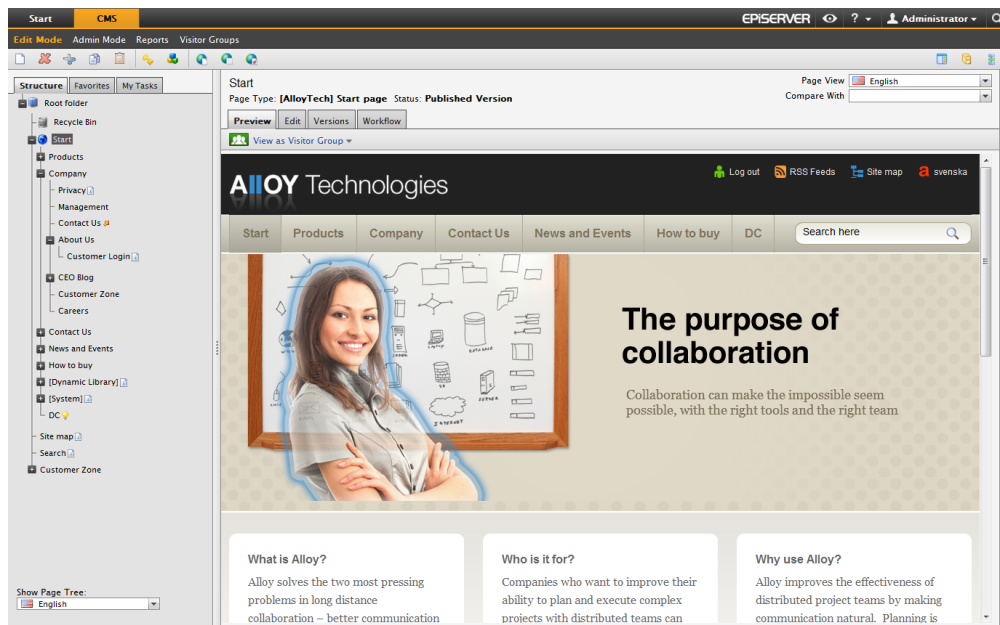 Start
CMS
EPiSERVER
?
Administrator
Edit Mode
Admin Mode
Reports
Visitor Groups
Structure
Favorites
My Tasks
Root folder
Recycle Bin
Start
Products
Company
Privacy
Management
Contact Us
About Us
Customer Login
CEO Blog
Customer Zone
Careers
Contact Us
News and Events
How to buy
[Dynamic Library]
[System]
DC
Site map
Search
Customer Zone
Show Page Tree:
English
Start
Page Type: [AlloyTech] Start page Status: Published Version
Page View
English
Compare With
Preview
Edit
Versions
Workflow
View as Visitor Group
Alloy Technologies
Log out
RSS Feeds
Site map
a svenska
Start
Products
Company
Contact Us
News and Events
How to buy
DC
Search here
DATABASE
SERVER
INTERNET
The purpose of
collaboration
Collaboration can make the impossible seem
possible, with the right tools and the right team
What is Alloy?
Alloy solves the two most pressing
problems in long distance
collaboration – better communication
Who is it for?
Companies who want to improve their
ability to plan and execute complex
projects with distributed teams can
Why use Alloy?
Alloy improves the effectiveness of
distributed project teams by making
communication natural. Planning is